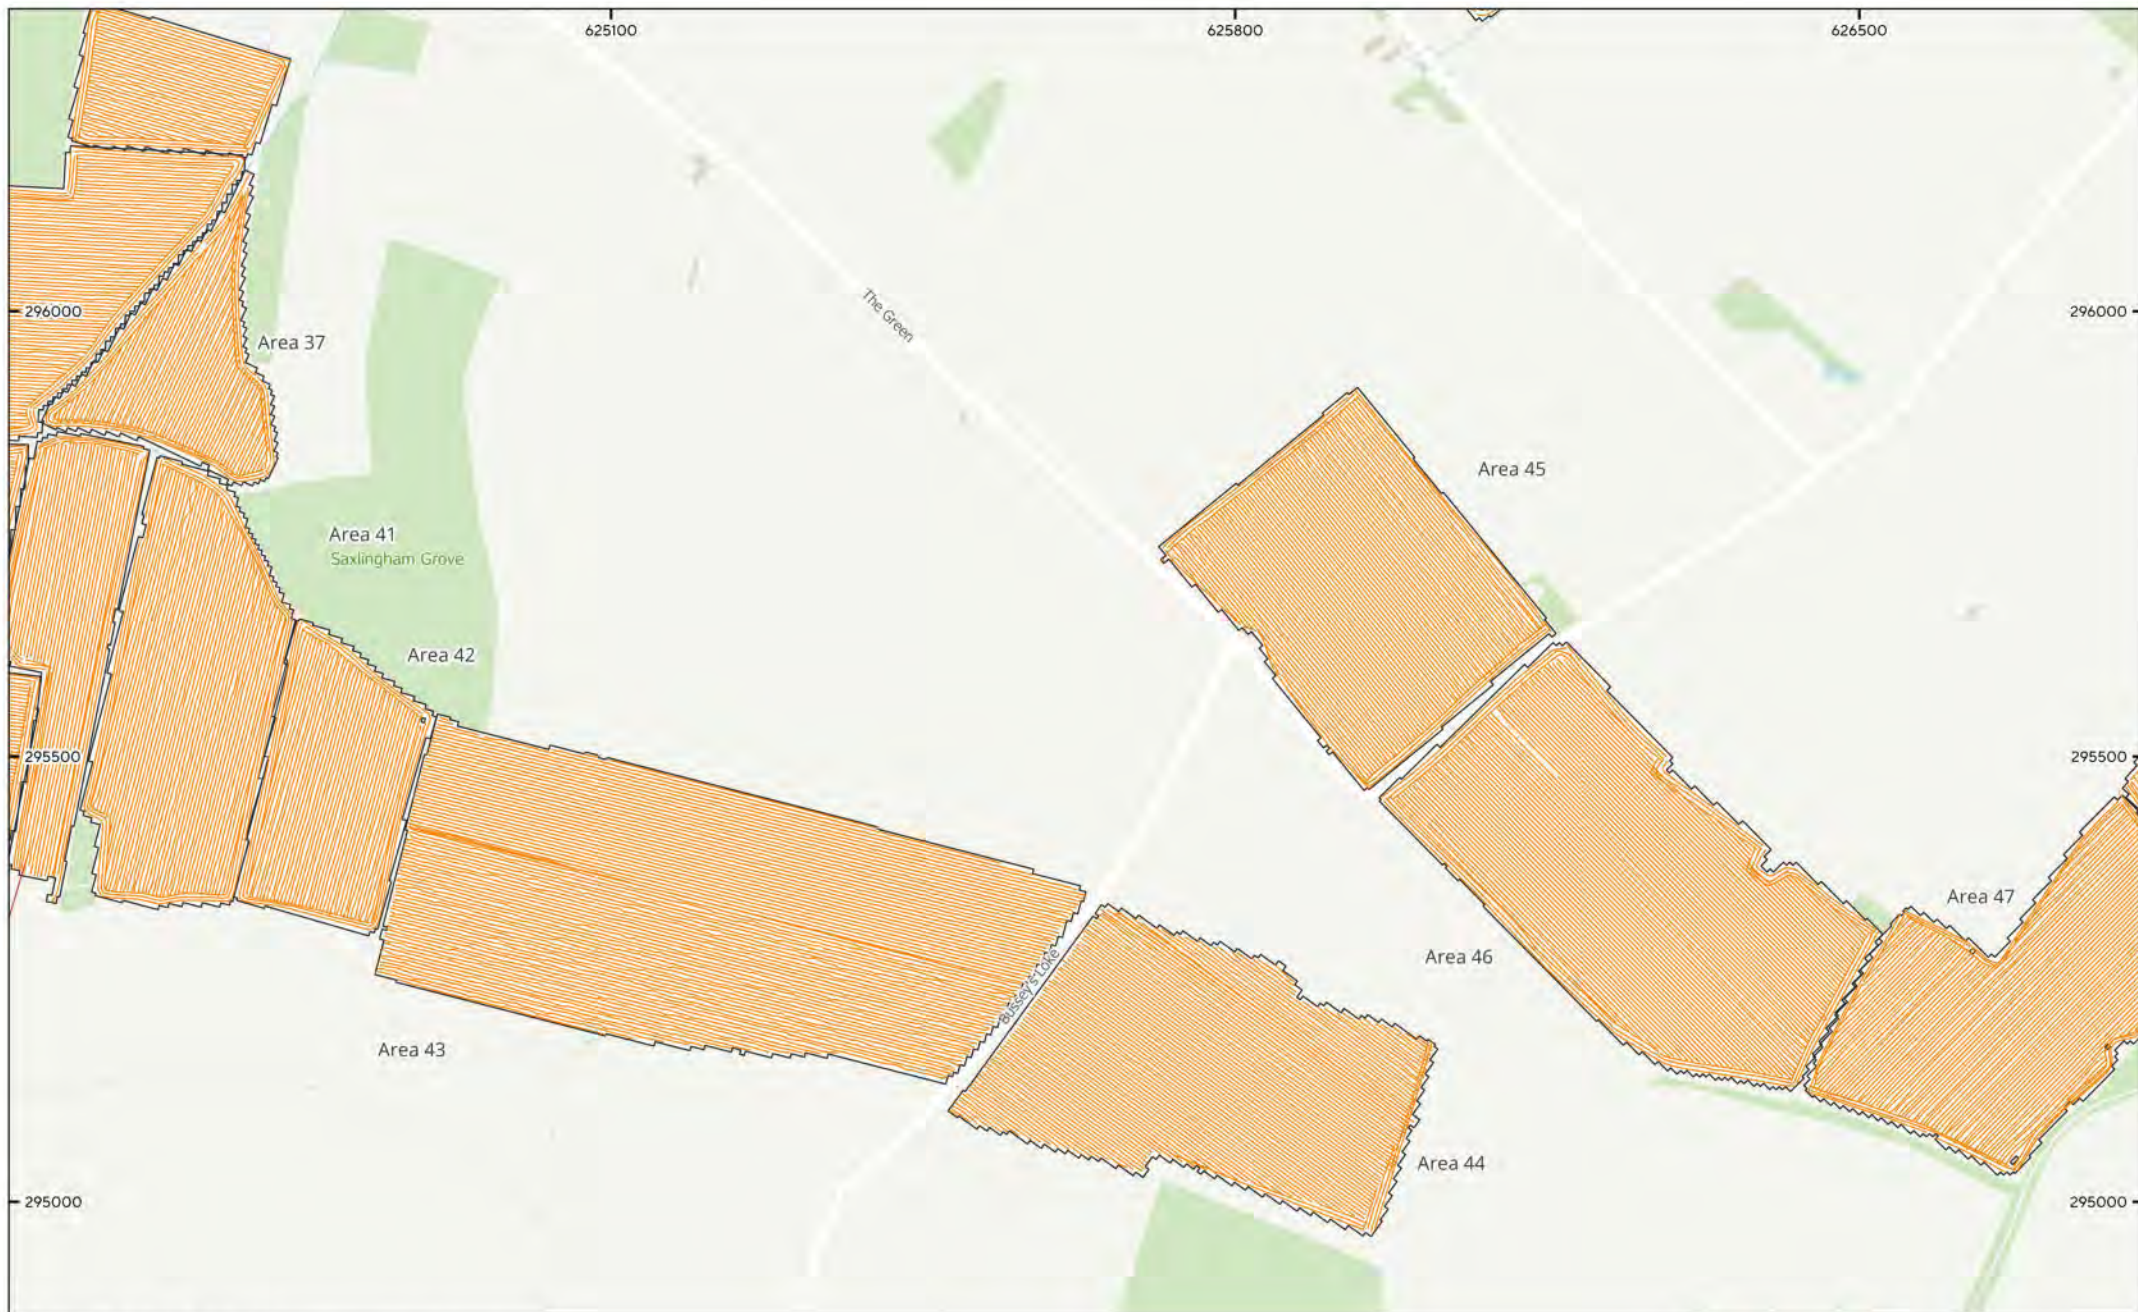 625100
625800
626500
The Green
296000
296000
Area 37
Area 45
Area 41
Saxlingham Grove
Area 42
295500
295500
Area 47
Area 46
Bussey's Loke
Area 43
Area 44
295000
295000